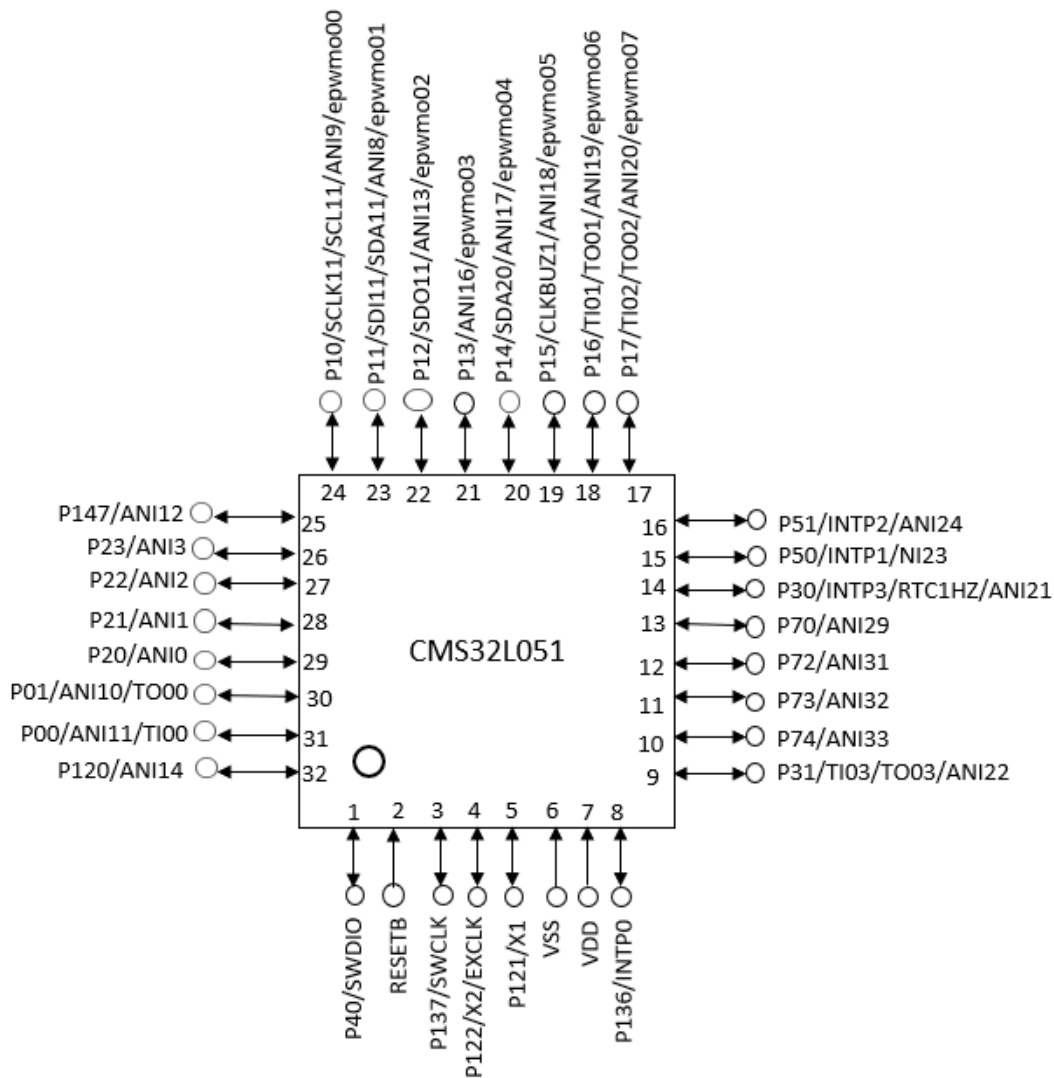 P10/SCLK11/SCL11/ANI9/epwmo00
P11/SDI11/SDA11/ANI8/epwmo01
P12/SDO11/ANI13/epwmo02
P13/ANI16/epwmo03
P14/SDA20/ANI17/epwmo04
P15/CLKBUZ1/ANI18/epwmo05
P16/TI01/TO01/ANI19/epwmo06
P17/TI02/TO02/ANI20/epwmo07
24 23 22 21 20 19 18 17
P147/ANI12 25
P23/ANI3 26
P22/ANI2 27
P21/ANI1 28
P20/ANI0 29
P01/ANI10/TO00 30
P00/ANI11/TI00 31
P120/ANI14 32
CMS32L051
16 P51/INTP2/ANI24
15 P50/INTP1/NI23
14 P30/INTP3/RTC1HZ/ANI21
13 P70/ANI29
12 P72/ANI31
11 P73/ANI32
10 P74/ANI33
9 P31/TI03/TO03/ANI22
1 2 3 4 5 6 7 8
P40/SWDIO
RESETB
P137/SWCLK
P122/X2/EXCLK
P121/X1
VSS
VDD
P136/INTP0